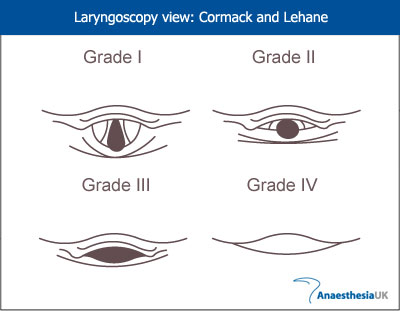 Laryngoscopy view: Cormack and Lehane
Grade I
Grade II
Grade III
Grade IV
AnaesthesiaUK